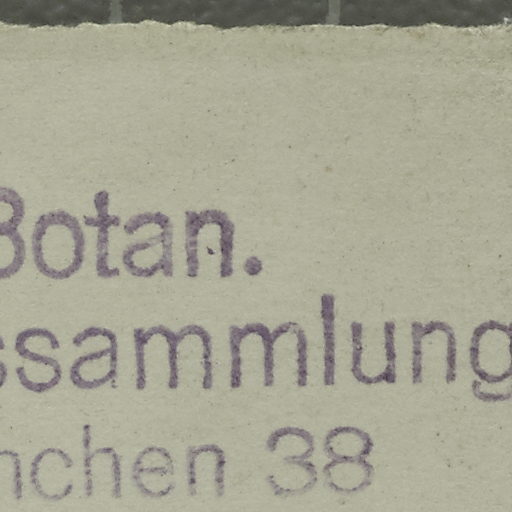 Botan.
ssammlung
nchen 38